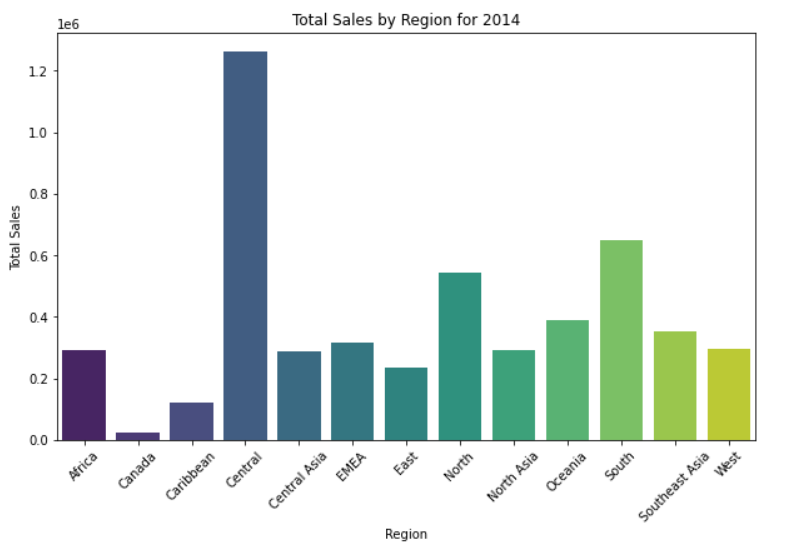 Total Sales by Region for 2014
1e6
1.2
1.0
0.8
0.6
0.4
0.2
0.0
Total Sales
Africa
Canada
Caribbean
Central
Central Asia
EMEA
East
North
North Asia
Oceania
South
Southeast Asia
West
Region